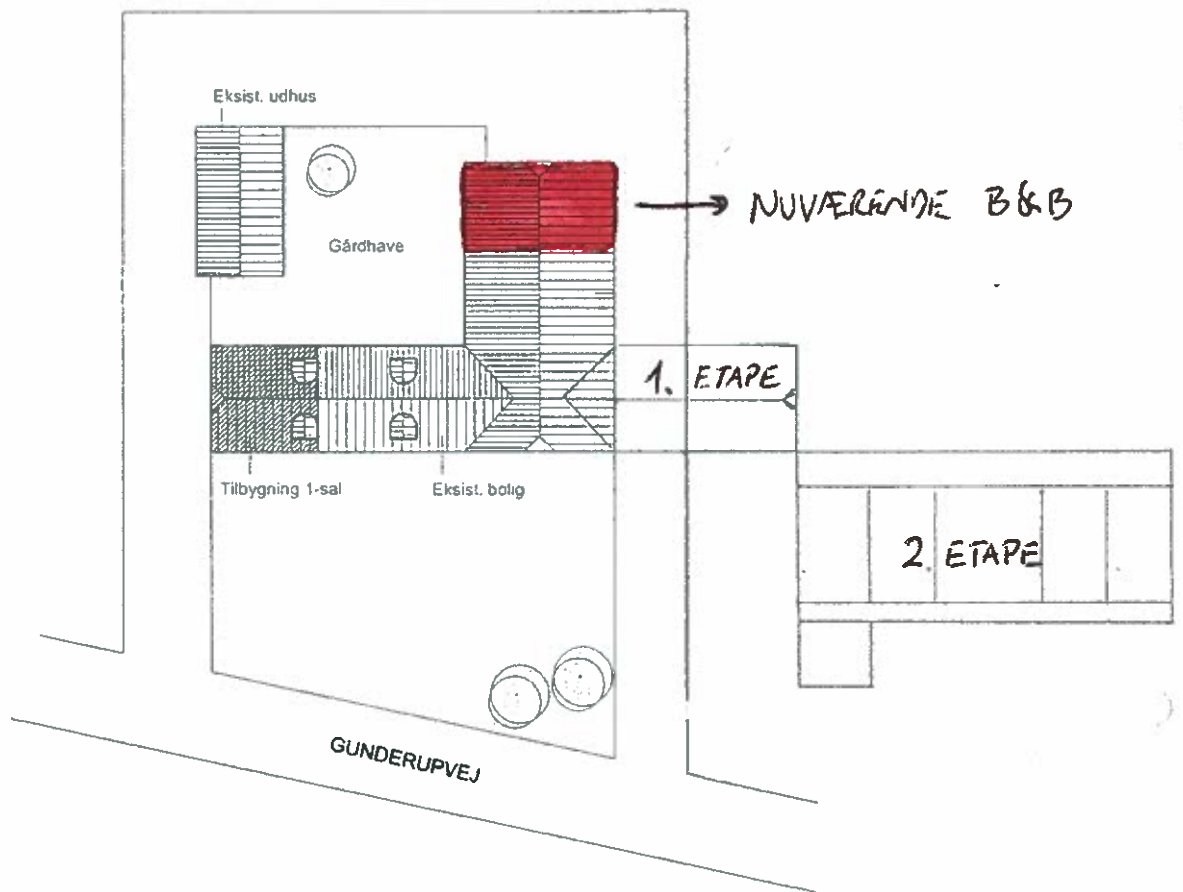 Eksist. udhus
NUVÆRENDE B&B
Gårdhave
1. ETAPE
Tilbygning 1-sal
Eksist. bolig
2. ETAPE
GUNDERUPVEJ